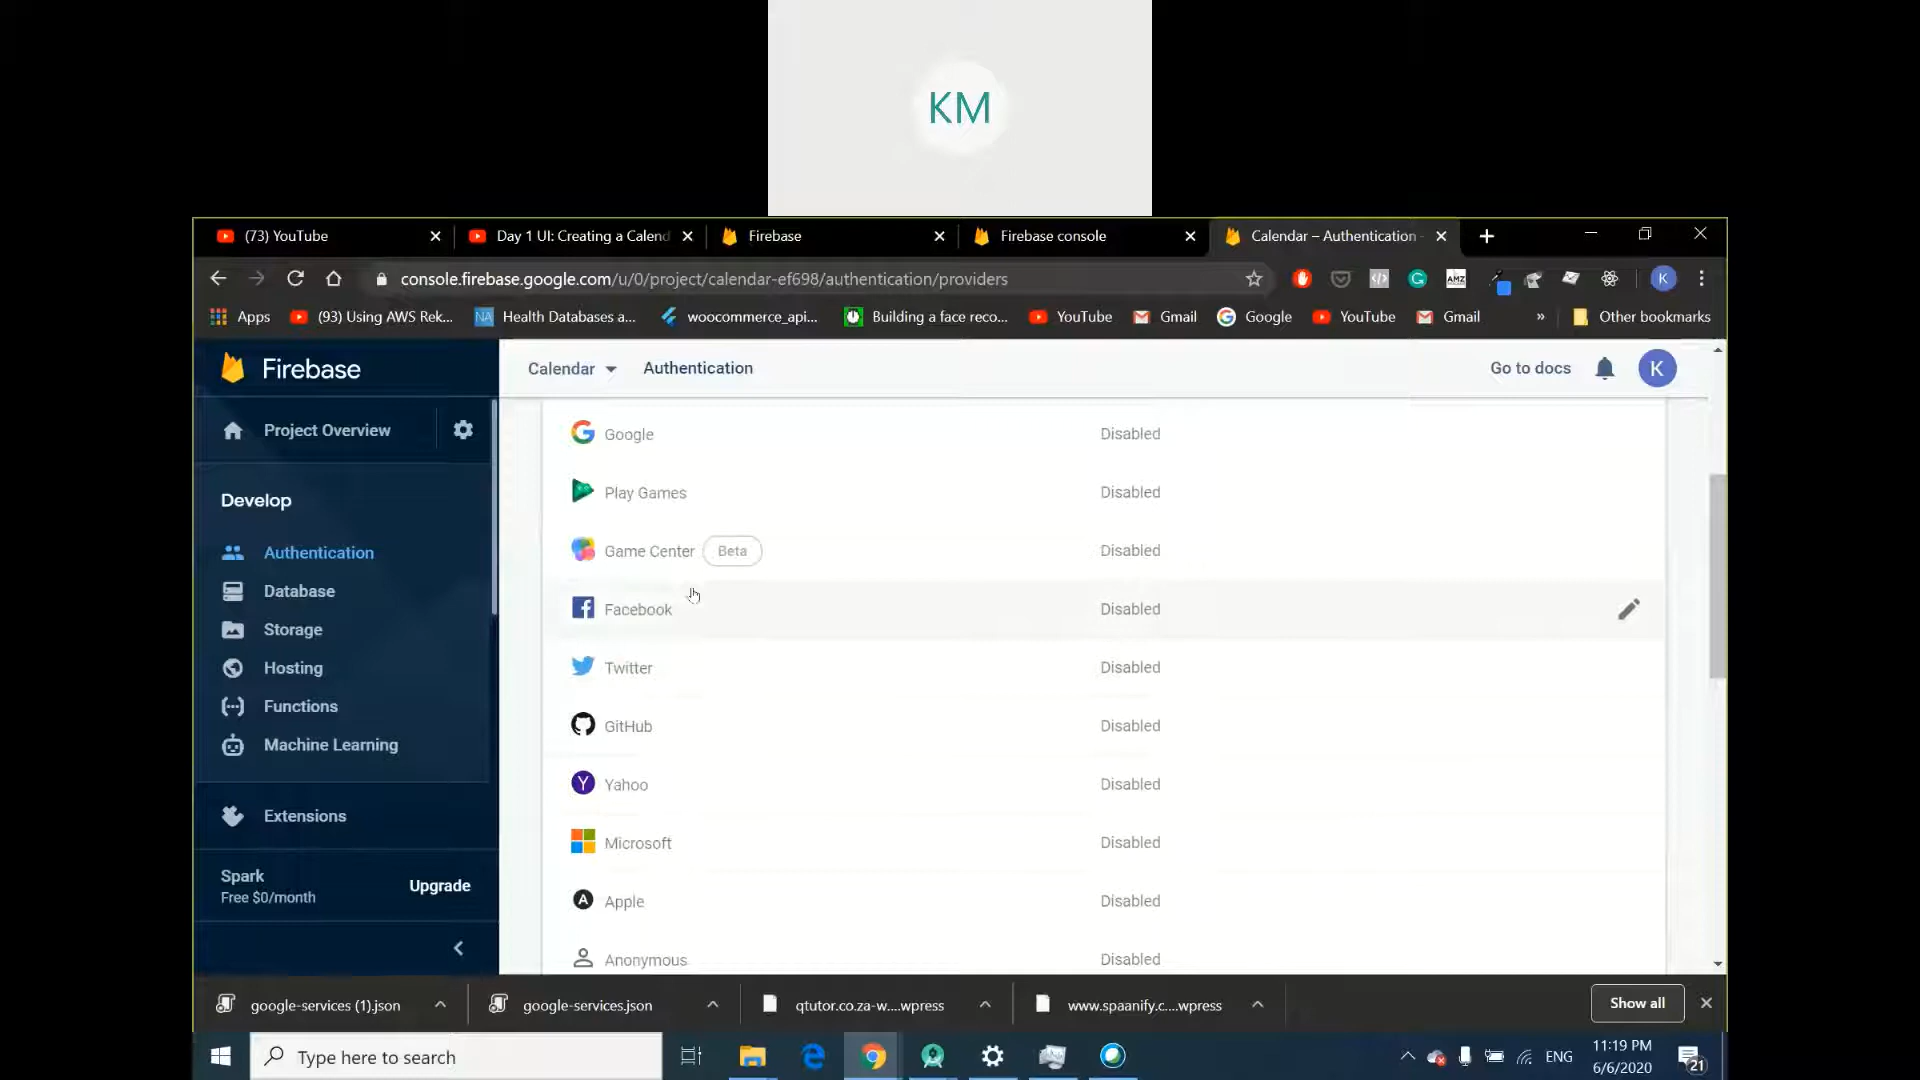 KM
(73) YouTube
Day 1 UI: Creating a Calend
Firebase
Firebase console
Calendar – Authentication -
console.firebase.google.com/u/0/project/calendar-ef698/authentication/providers
AMZ
K
Apps
(93) Using AWS Rek...
NA
Health Databases a...
woocommerce_api...
Building a face reco...
YouTube
Gmail
Google
YouTube
Gmail
»
Other bookmarks
Firebase
Calendar
Authentication
Go to docs
K
Project Overview
Develop
Authentication
Database
Storage
Hosting
Functions
Machine Learning
Extensions
Spark
Free $0/month
Upgrade
Google Disabled
Play Games Disabled
Game Center Beta Disabled
Facebook Disabled
Twitter Disabled
GitHub Disabled
Yahoo Disabled
Microsoft Disabled
Apple Disabled
Anonymous Disabled
google-services (1).json
google-services.json
qtutor.co.za-w....wpress
www.spaanify.c....wpress
Show all
Type here to search
ENG
11:19 PM
6/6/2020
21